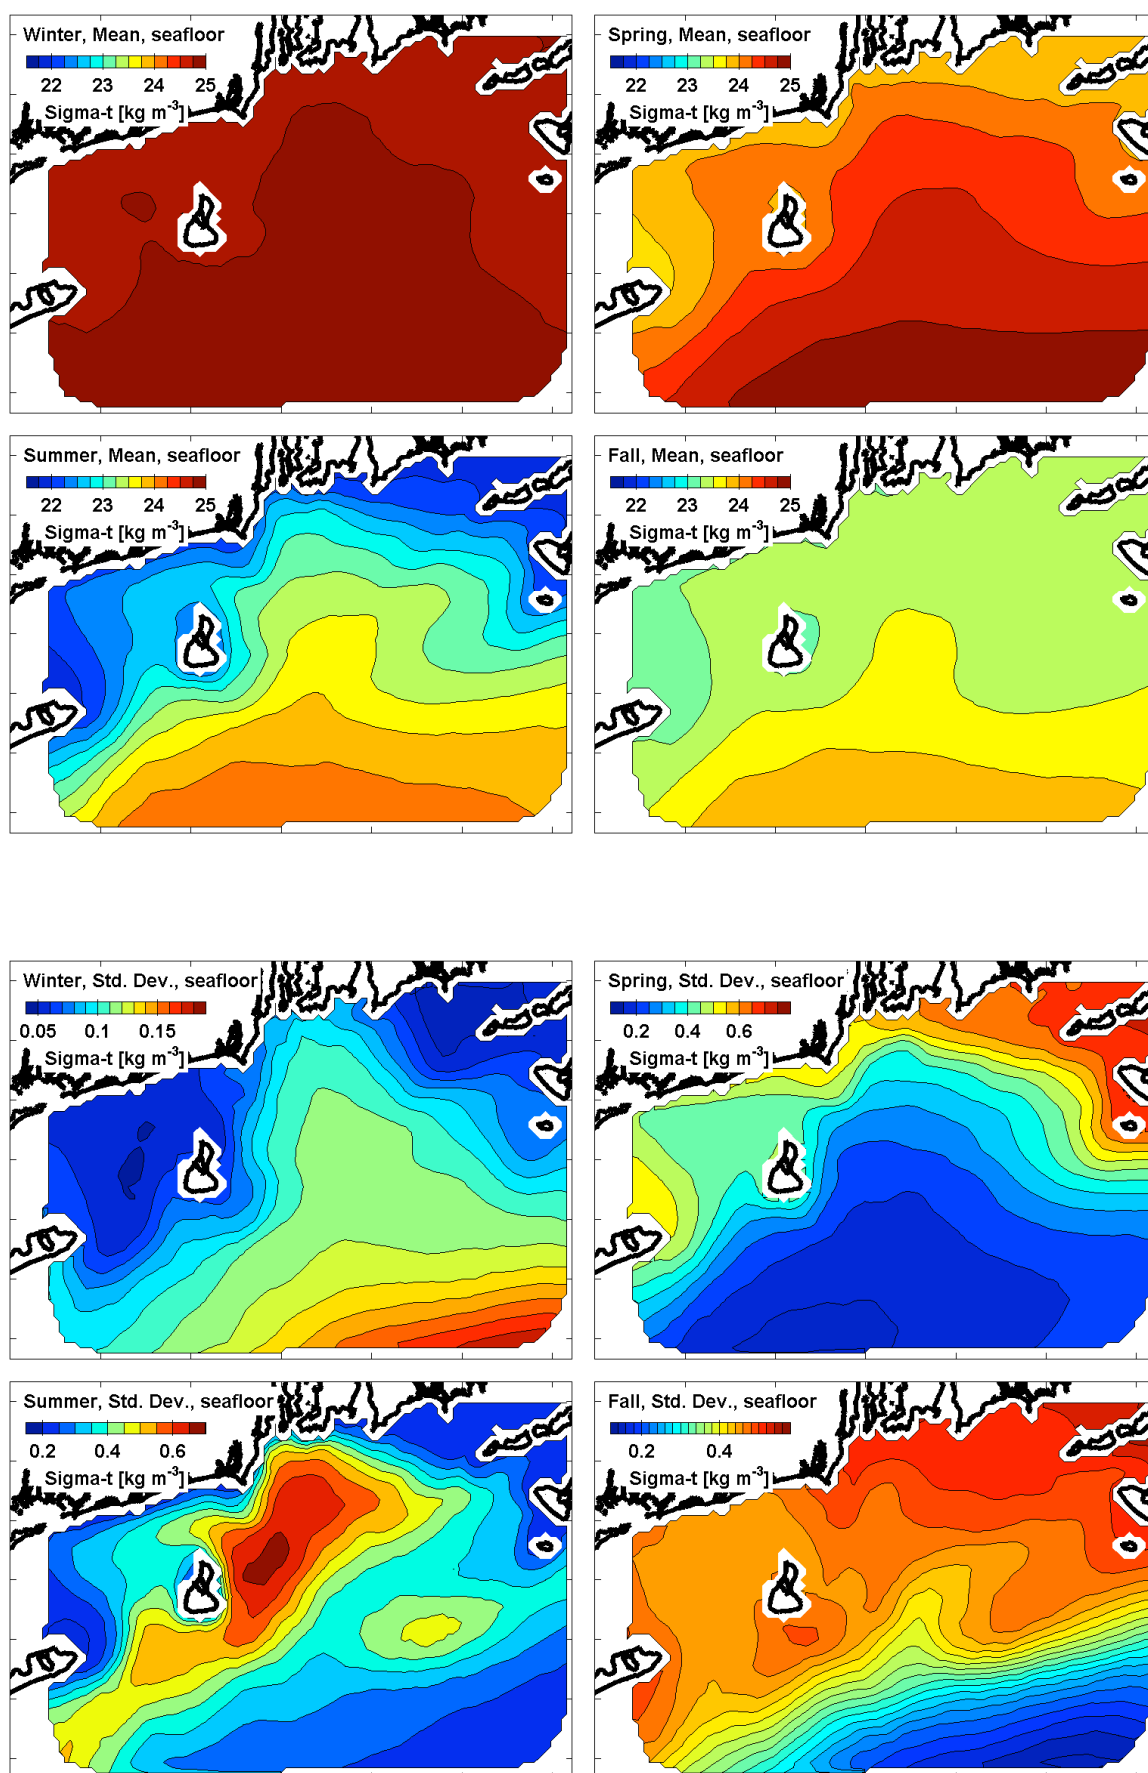 Winter, Mean, seafloor
22 23 24 25
Sigma-t [kg m-3]
Spring, Mean, seafloor
22 23 24 25
Sigma-t [kg m-3]
Summer, Mean, seafloor
22 23 24 25
Sigma-t [kg m-3]
Fall, Mean, seafloor
22 23 24 25
Sigma-t [kg m-3]
Winter, Std. Dev., seafloor
0.05 0.1 0.15
Sigma-t [kg m-3]
Spring, Std. Dev., seafloor
0.2 0.4 0.6
Sigma-t [kg m-3]
Summer, Std. Dev., seafloor
0.2 0.4 0.6
Sigma-t [kg m-3]
Fall, Std. Dev., seafloor
0.2 0.4
Sigma-t [kg m-3]